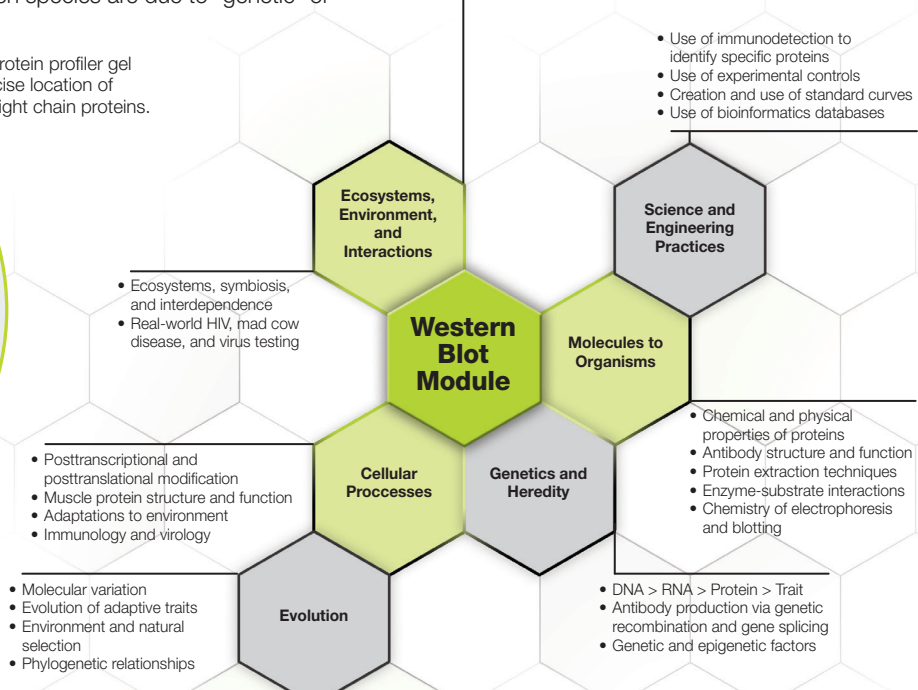 rotein profiler gel
cise location of
ight chain proteins.
• Use of immunodetection to
identify specific proteins
• Use of experimental controls
• Creation and use of standard curves
• Use of bioinformatics databases
Ecosystems,
Environment,
and
Interactions
Science and
Engineering
Practices
• Ecosystems, symbiosis,
and interdependence
• Real-world HIV, mad cow
disease, and virus testing
Western
Blot
Module
Molecules to
Organisms
• Chemical and physical
properties of proteins
• Antibody structure and function
• Protein extraction techniques
• Enzyme-substrate interactions
• Chemistry of electrophoresis
and blotting
• Posttranscriptional and
posttranslational modification
• Muscle protein structure and function
• Adaptations to environment
• Immunology and virology
Cellular
Proccesses
Genetics and
Heredity
• Molecular variation
• Evolution of adaptive traits
• Environment and natural
selection
• Phylogenetic relationships
Evolution
• DNA > RNA > Protein > Trait
• Antibody production via genetic
recombination and gene splicing
• Genetic and epigenetic factors